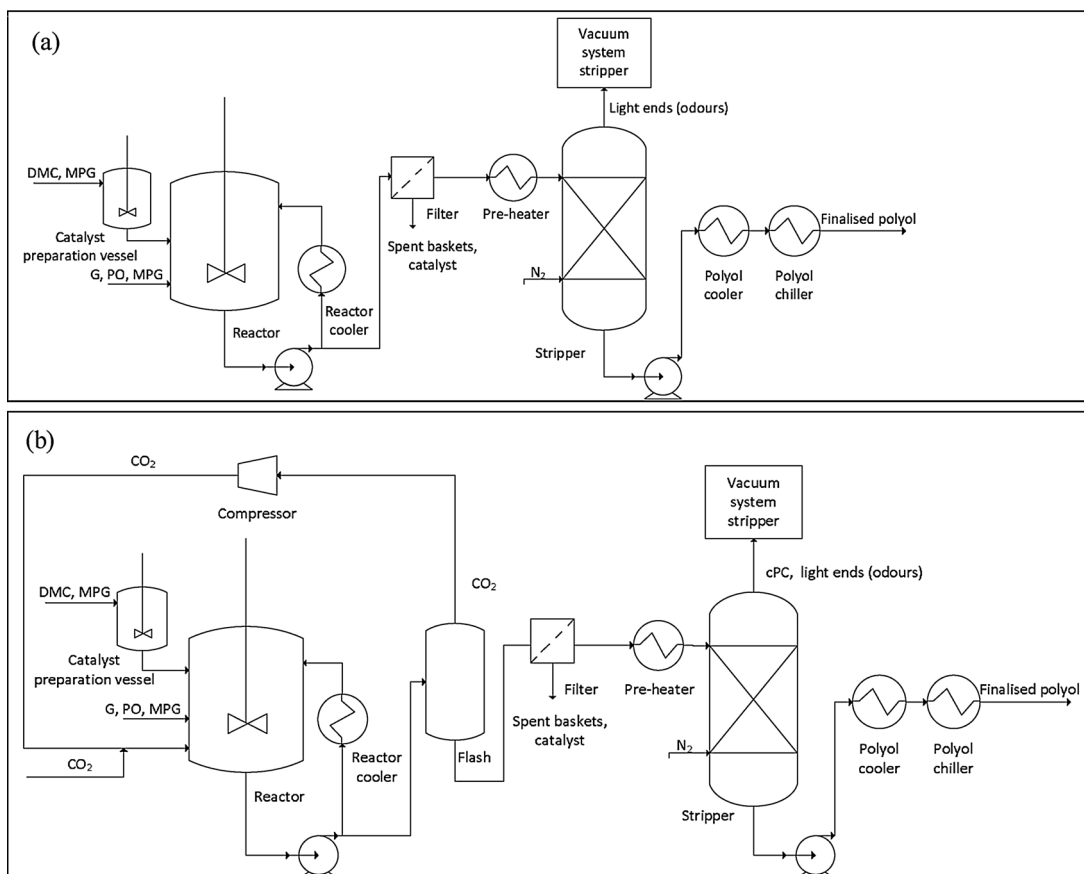 (a)
Vacuum
system
stripper
Light ends (odours)
DMC, MPG
Catalyst
preparation vessel
G, PO, MPG
Reactor
Reactor
cooler
Filter
Spent baskets,
catalyst
Pre-heater
N₂
Stripper
Polyol
cooler
Polyol
chiller
Finalised polyol
(b)
CO₂
Compressor
Vacuum
system
stripper
cPC, light ends (odours)
CO₂
DMC, MPG
Catalyst
preparation vessel
G, PO, MPG
CO₂
Reactor
Reactor
cooler
Flash
Filter
Spent baskets,
catalyst
Pre-heater
N₂
Stripper
Polyol
cooler
Polyol
chiller
Finalised polyol